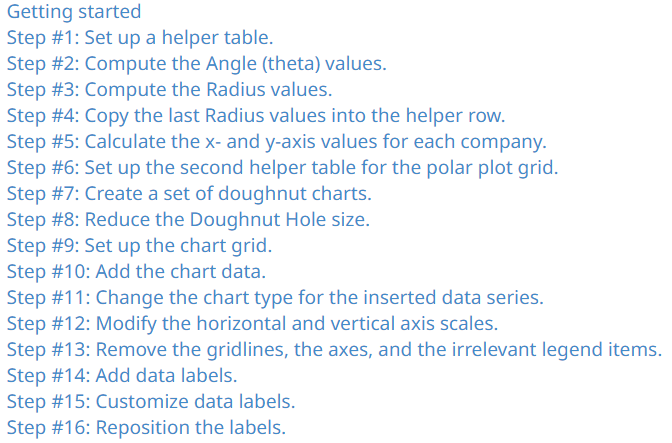 Getting started
Step #1: Set up a helper table.
Step #2: Compute the Angle (theta) values.
Step #3: Compute the Radius values.
Step #4: Copy the last Radius values into the helper row.
Step #5: Calculate the x- and y-axis values for each company.
Step #6: Set up the second helper table for the polar plot grid.
Step #7: Create a set of doughnut charts.
Step #8: Reduce the Doughnut Hole size.
Step #9: Set up the chart grid.
Step #10: Add the chart data.
Step #11: Change the chart type for the inserted data series.
Step #12: Modify the horizontal and vertical axis scales.
Step #13: Remove the gridlines, the axes, and the irrelevant legend items.
Step #14: Add data labels.
Step #15: Customize data labels.
Step #16: Reposition the labels.